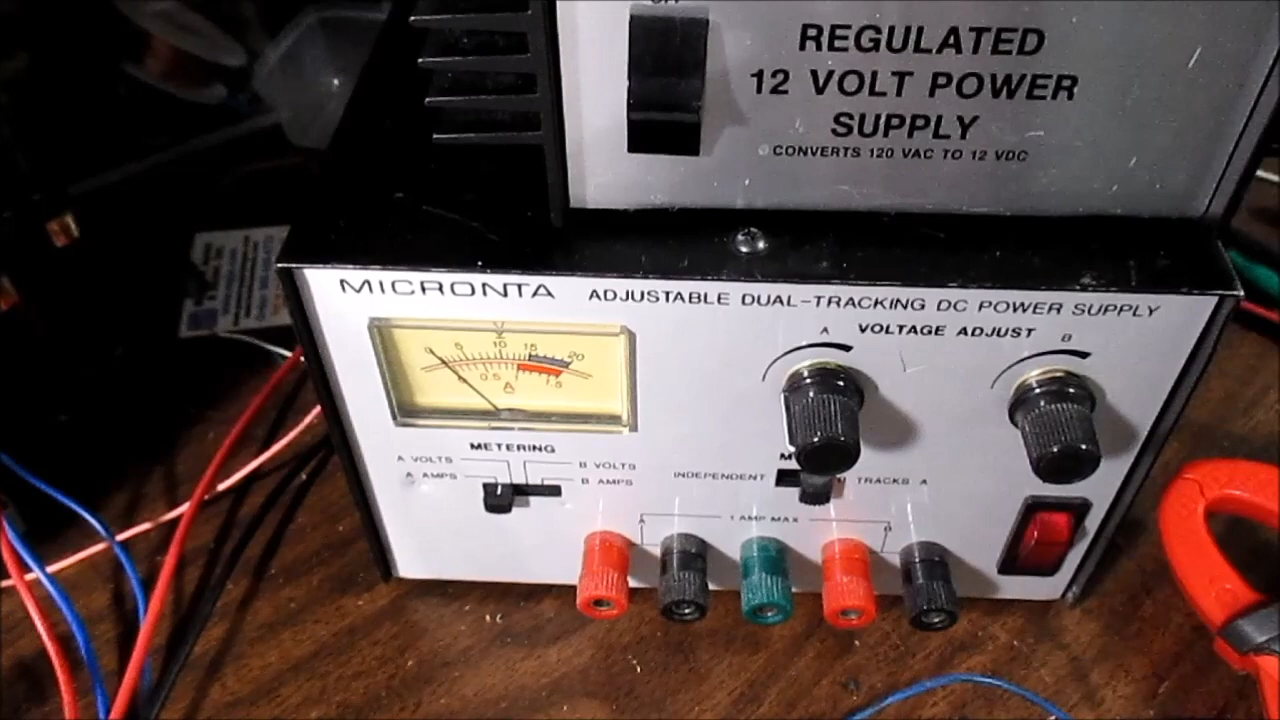 REGULATED
12 VOLT POWER
SUPPLY
CONVERTS 120 VAC TO 12 VDC
MICRONTA ADJUSTABLE DUAL-TRACKING DC POWER SUPPLY
A VOLTAGE ADJUST B
V
0 5 10 15 20
0.5 1.5
A
METERING
A VOLTS B VOLTS
A AMPS B AMPS
INDEPENDENT TRACKS A
A 1 AMP MAX B